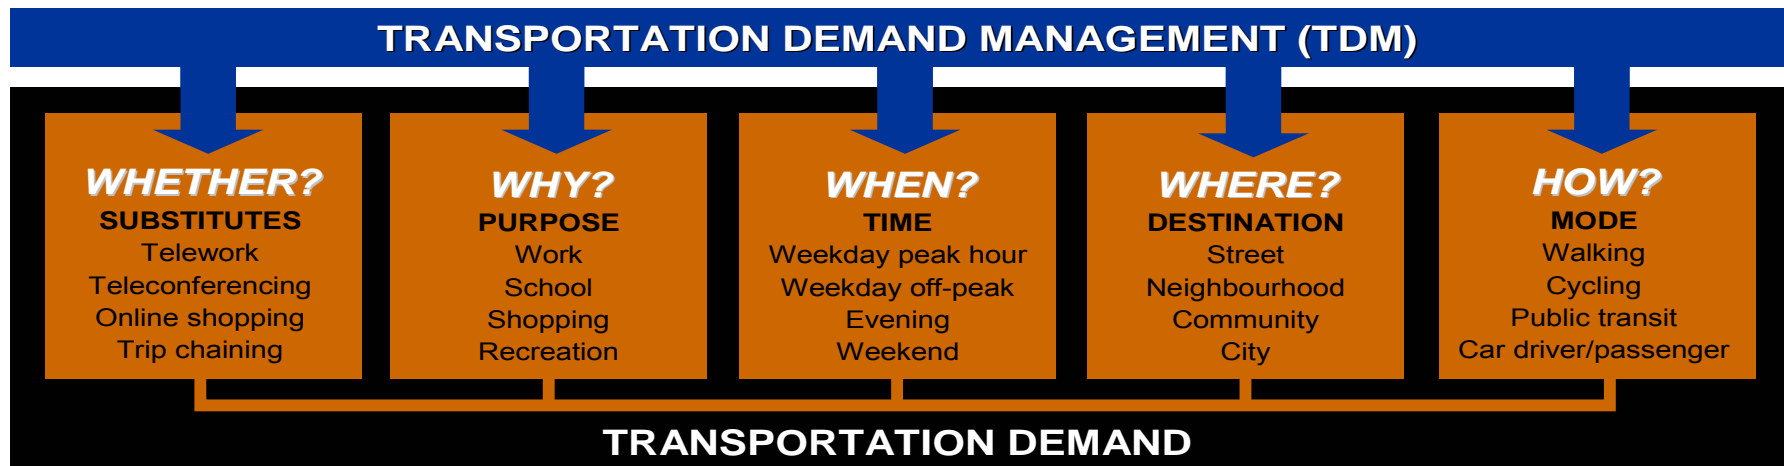 TRANSPORTATION DEMAND MANAGEMENT (TDM)
WHETHER?
SUBSTITUTES
Telework
Teleconferencing
Online shopping
Trip chaining
WHY?
PURPOSE
Work
School
Shopping
Recreation
WHEN?
TIME
Weekday peak hour
Weekday off-peak
Evening
Weekend
WHERE?
DESTINATION
Street
Neighbourhood
Community
City
HOW?
MODE
Walking
Cycling
Public transit
Car driver/passenger
TRANSPORTATION DEMAND